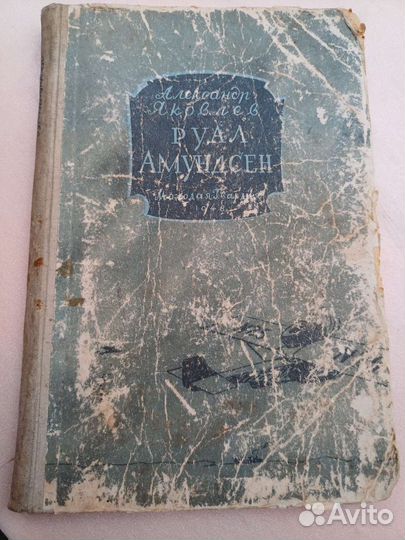 Александр
Яковлев
РУАЛ
АМУНДСЕН
Молодая Гвардия
Avito